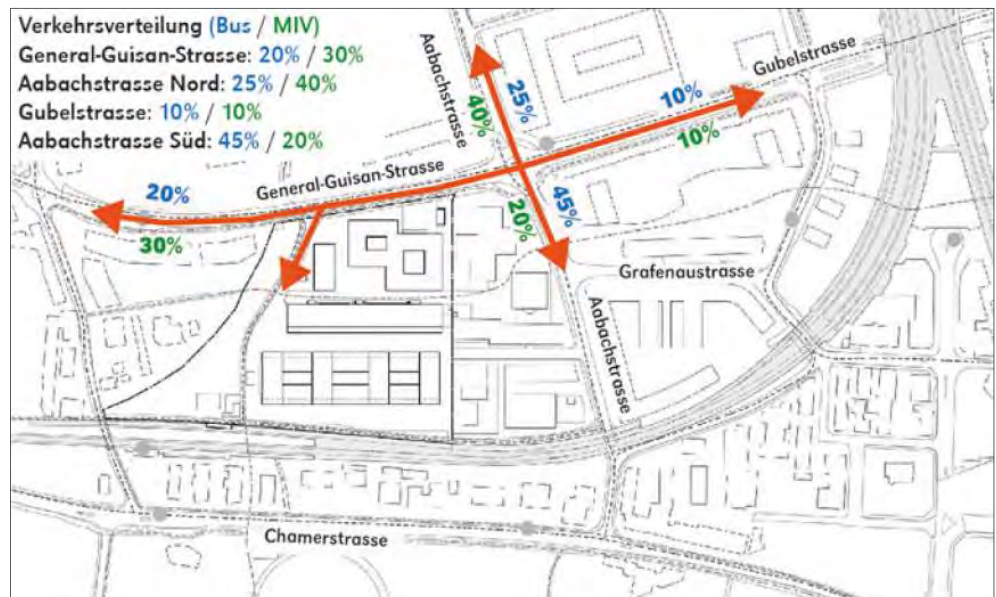 Verkehrsverteilung (Bus / MIV)
General-Guisan-Strasse: 20% / 30%
Aabachstrasse Nord: 25% / 40%
Gubelstrasse: 10% / 10%
Aabachstrasse Süd: 45% / 20%
Aabachstrasse
25%
40%
Gubelstrasse
10%
10%
General-Guisan-Strasse
20%
30%
45%
20%
Grafenaustrasse
Aabachstrasse
Chamerstrasse